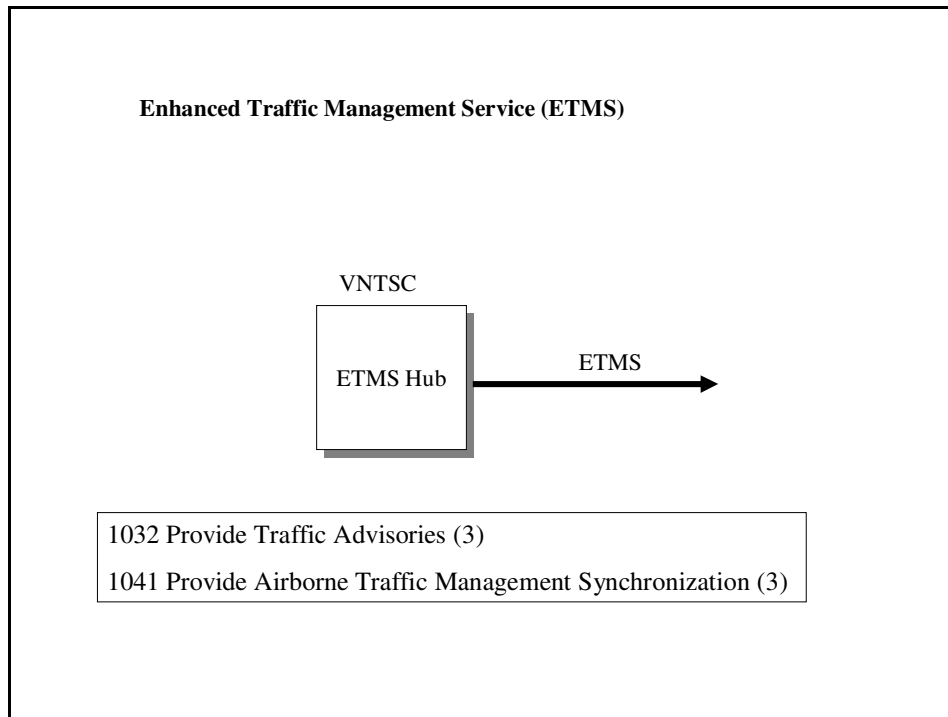 Enhanced Traffic Management Service (ETMS)
VNTSC
ETMS Hub
ETMS
1032 Provide Traffic Advisories (3)
1041 Provide Airborne Traffic Management Synchronization (3)